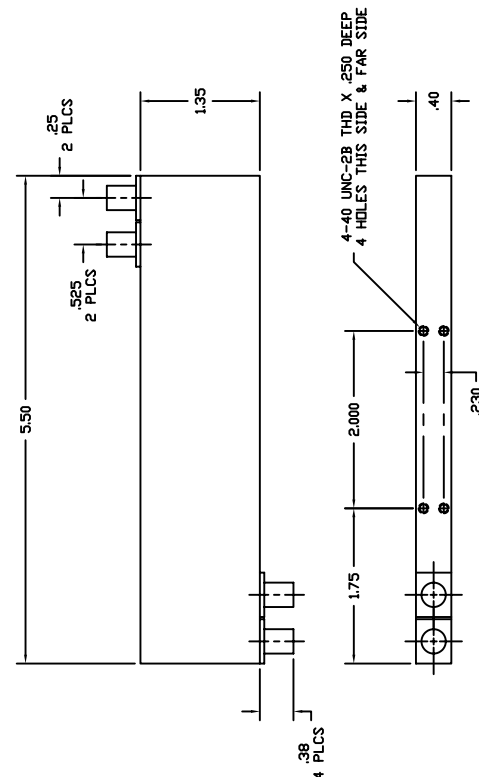 5.50
.25
2 PLCS
.525
2 PLCS
1.35
.38
4 PLCS
4-40 UNC-2B THD X .250 DEEP
4 HOLES THIS SIDE & FAR SIDE
.40
2.000
1.75
.230